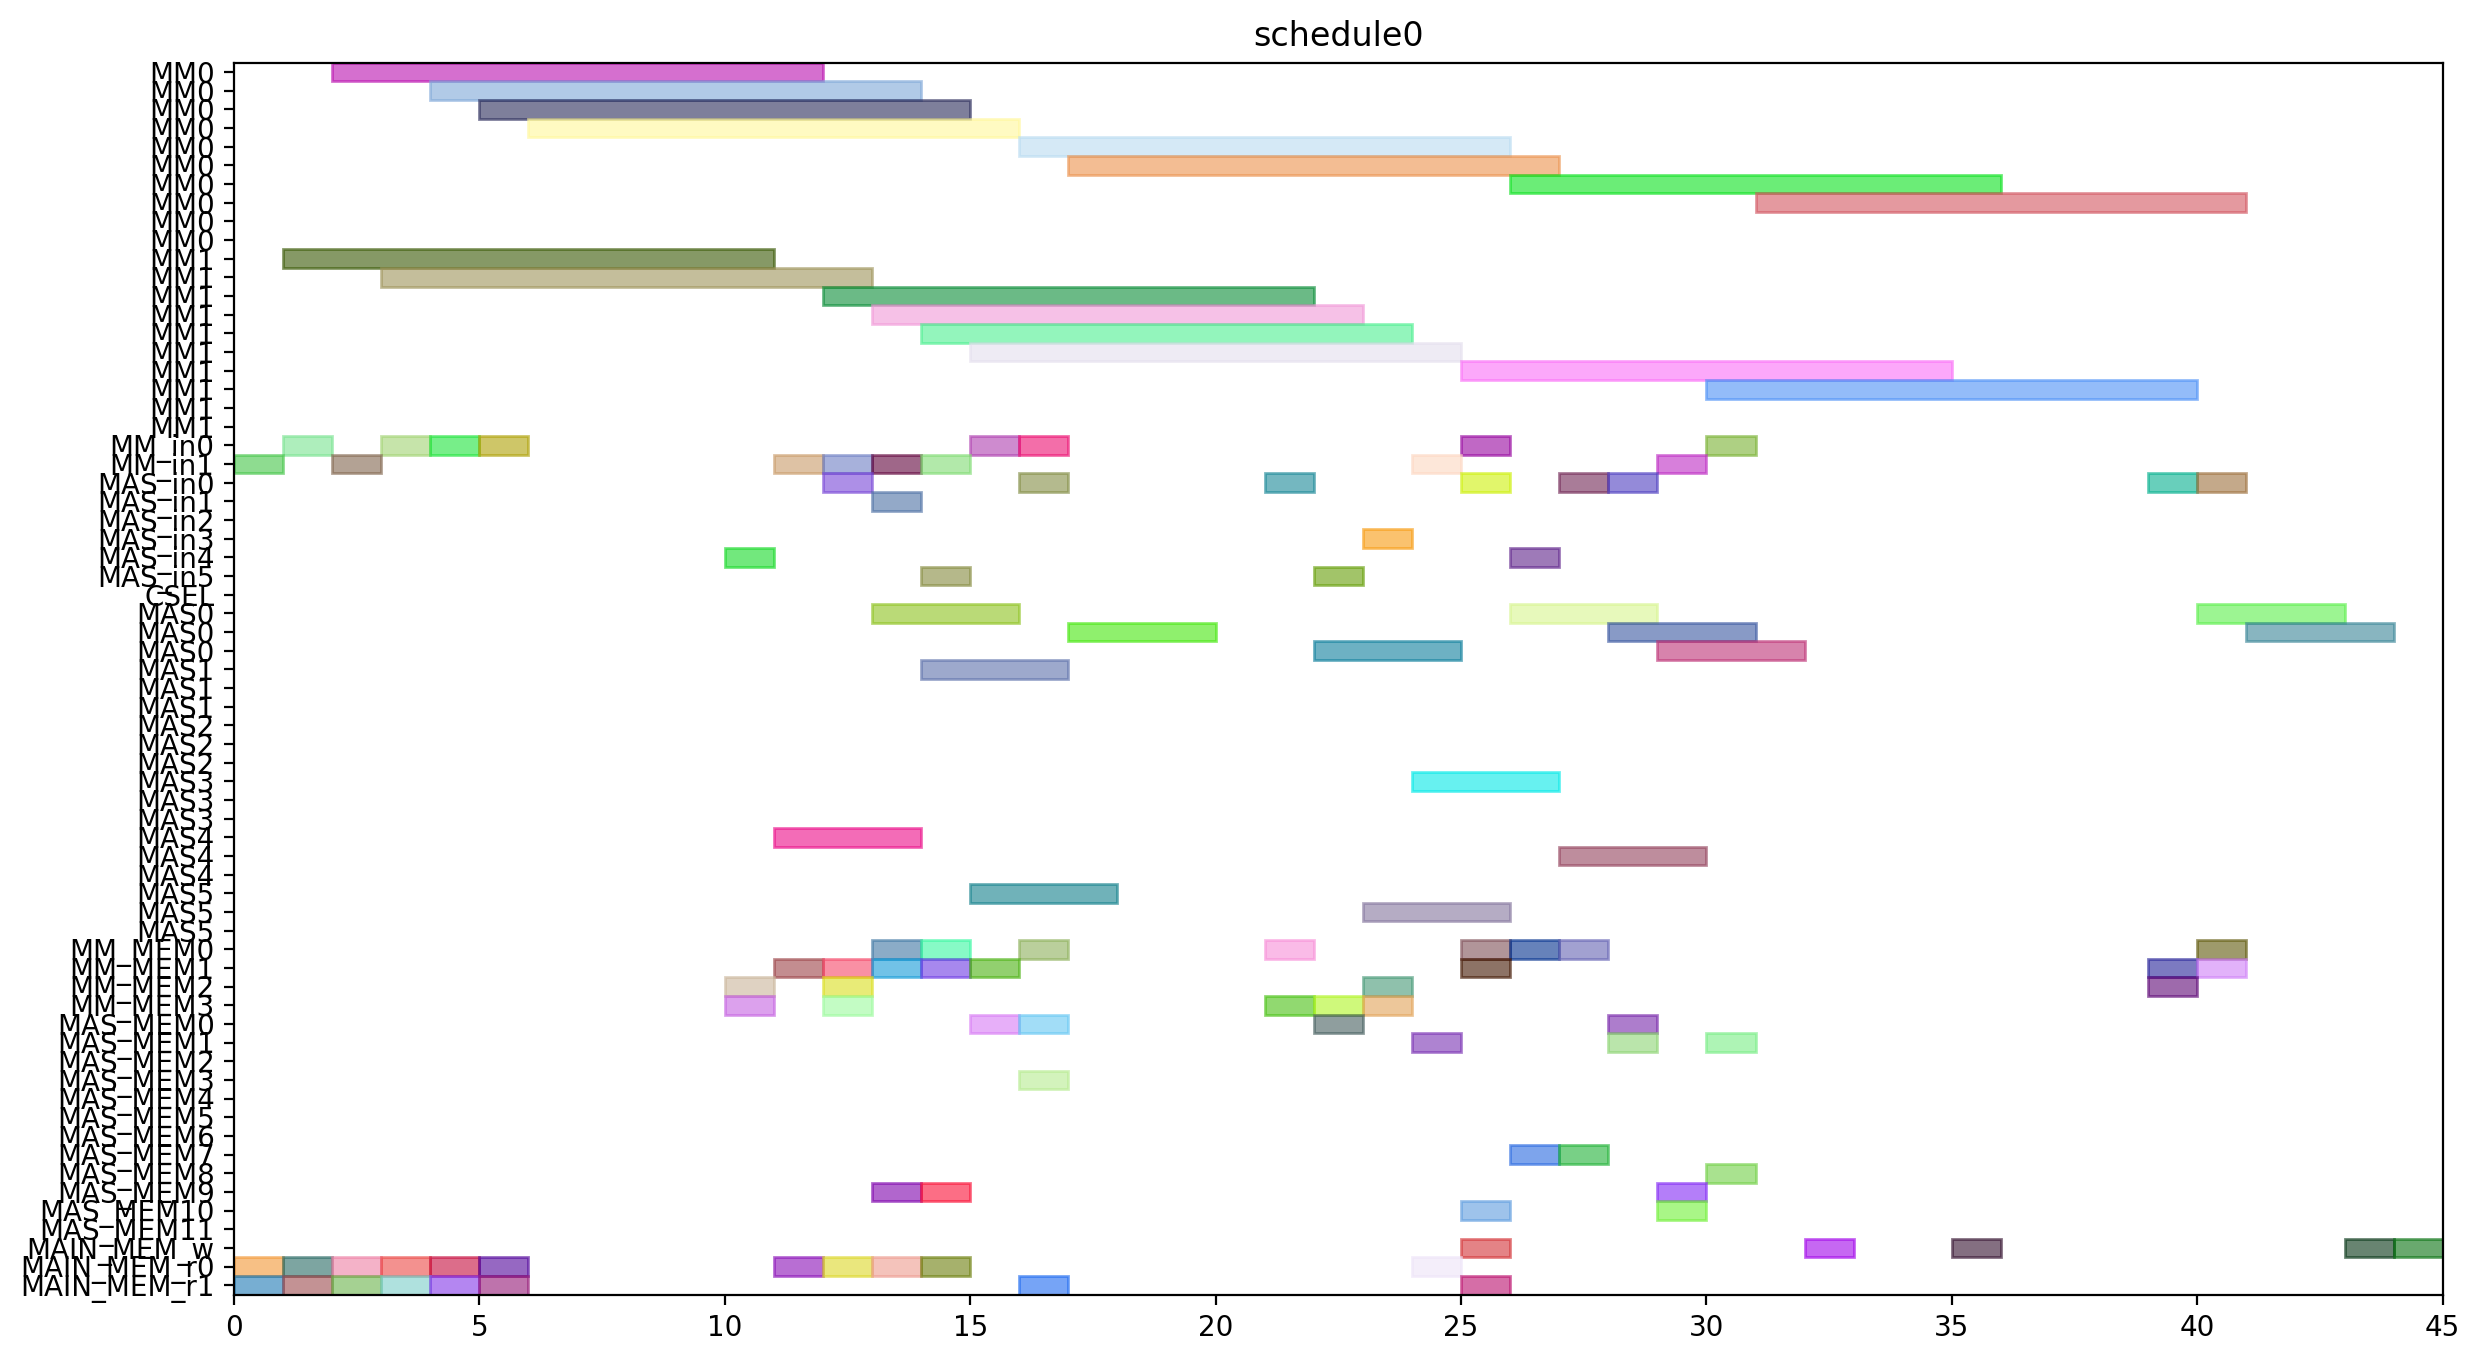 schedule0
MM0
MM0
MM0
MM0
MM0
MM0
MM0
MM0
MM0
MM0
MM1
MM1
MM1
MM1
MM1
MM1
MM1
MM1
MM1
MM1
MM_in0
MM_in1
MAS_in0
MAS_in1
MAS_in2
MAS_in3
MAS_in4
MAS_in5
CSEL
MAS0
MAS0
MAS0
MAS1
MAS1
MAS1
MAS2
MAS2
MAS2
MAS3
MAS3
MAS3
MAS4
MAS4
MAS4
MAS5
MAS5
MAS5
MM_MEM0
MM_MEM1
MM_MEM2
MM_MEM3
MAS_MEM0
MAS_MEM1
MAS_MEM2
MAS_MEM3
MAS_MEM4
MAS_MEM5
MAS_MEM6
MAS_MEM7
MAS_MEM8
MAS_MEM9
MAS_MEM10
MAS_MEM11
MAIN_MEM_w
MAIN_MEM_r0
MAIN_MEM_r1
0 5 10 15 20 25 30 35 40 45